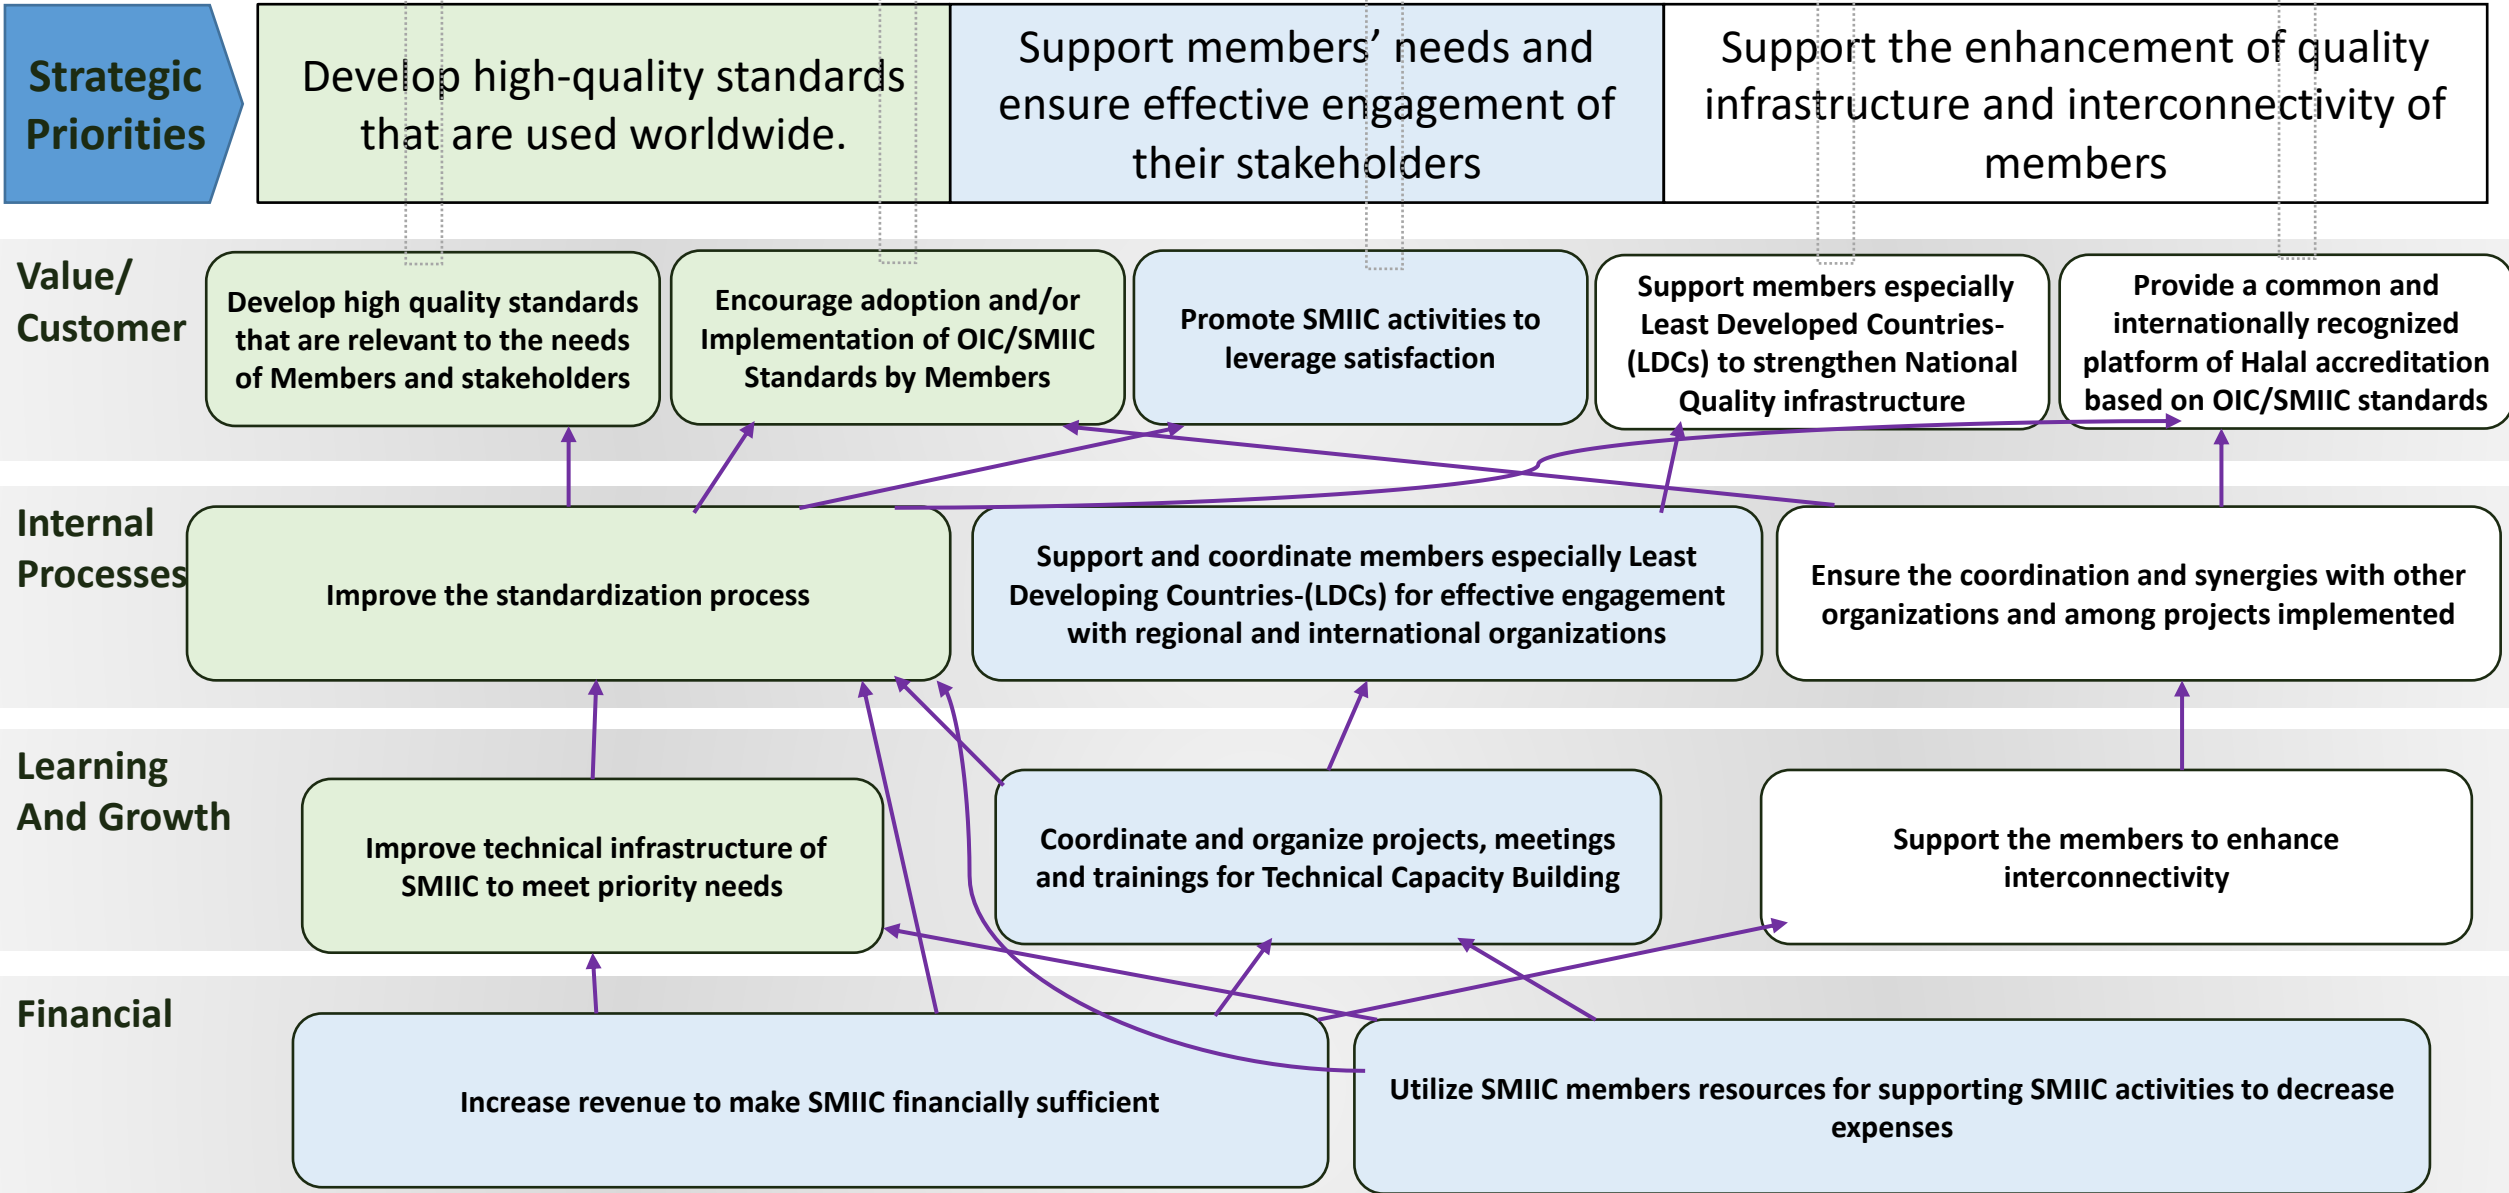 Strategic
Priorities
Develop high-quality standards
that are used worldwide.
Support members’ needs and
ensure effective engagement of
their stakeholders
Support the enhancement of quality
infrastructure and interconnectivity of
members
Value/
Customer
Develop high quality standards
that are relevant to the needs
of Members and stakeholders
Encourage adoption and/or
Implementation of OIC/SMIIC
Standards by Members
Promote SMIIC activities to
leverage satisfaction
Support members especially
Least Developed Countries-
(LDCs) to strengthen National
Quality infrastructure
Provide a common and
internationally recognized
platform of Halal accreditation
based on OIC/SMIIC standards
Internal
Processes
Improve the standardization process
Support and coordinate members especially Least
Developing Countries-(LDCs) for effective engagement
with regional and international organizations
Ensure the coordination and synergies with other
organizations and among projects implemented
Learning
And Growth
Improve technical infrastructure of
SMIIC to meet priority needs
Coordinate and organize projects, meetings
and trainings for Technical Capacity Building
Support the members to enhance
interconnectivity
Financial
Increase revenue to make SMIIC financially sufficient
Utilize SMIIC members resources for supporting SMIIC activities to decrease
expenses